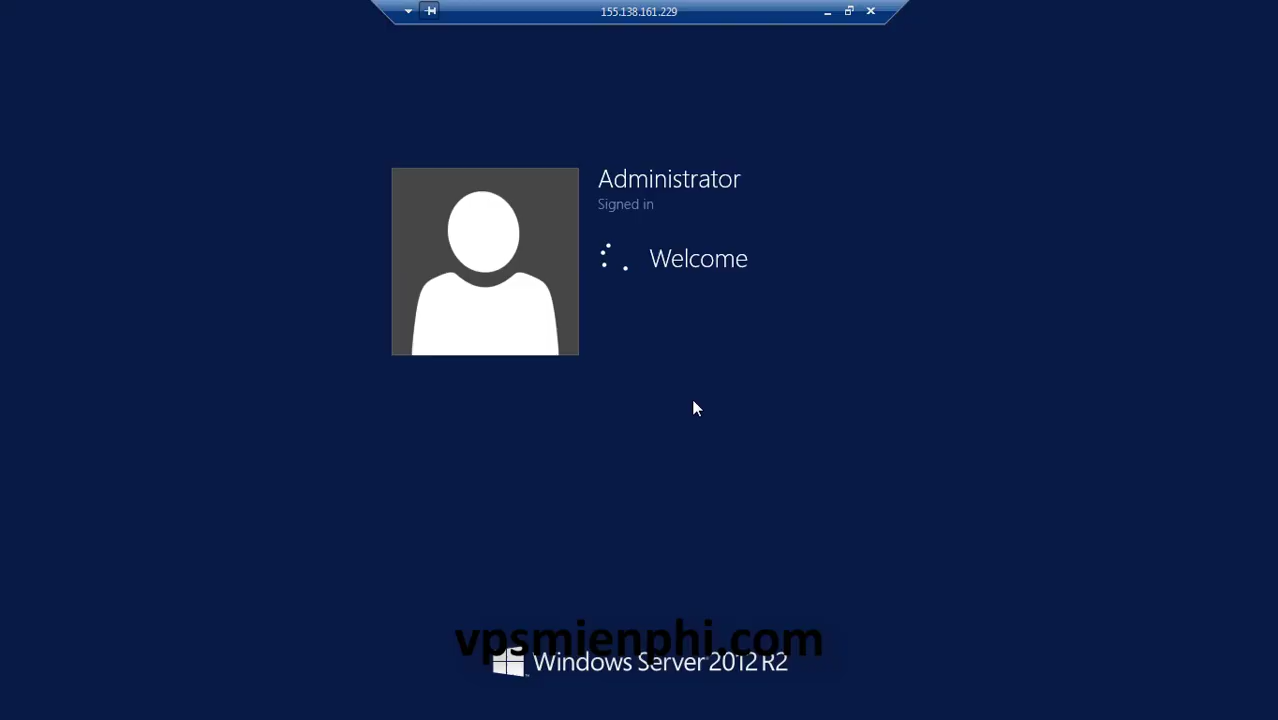 155.138.161.229
Administrator
Signed in
Welcome
vpsmienphi.com
Windows Server 2012 R2